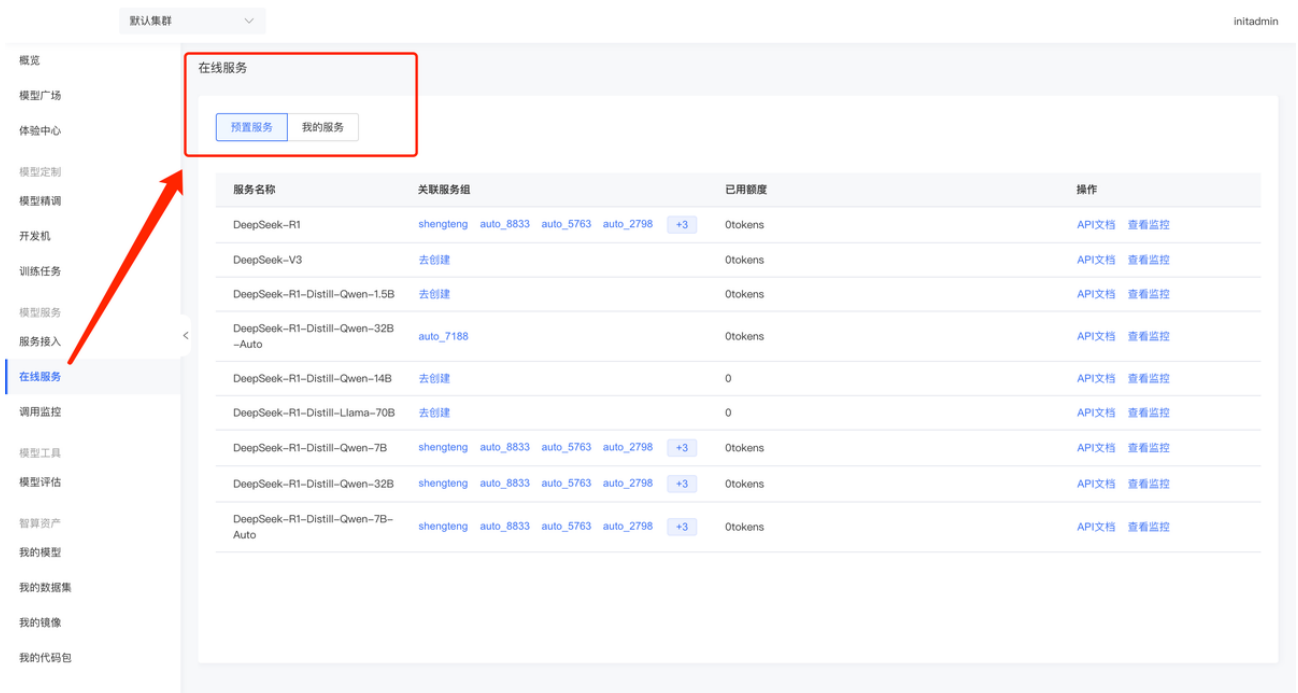 默认集群
initadmin
概览
模型广场
体验中心
模型定制
模型精调
开发机
训练任务
模型服务
服务接入
在线服务
调用监控
模型工具
模型评估
智算资产
我的模型
我的数据集
我的镜像
我的代码包
在线服务
预置服务 我的服务
服务名称 关联服务组 已用额度 操作
DeepSeek-R1 shengteng auto_8833 auto_5763 auto_2798 +3 0tokens API文档 查看监控
DeepSeek-V3 去创建 0tokens API文档 查看监控
DeepSeek-R1-Distill-Qwen-1.5B 去创建 0tokens API文档 查看监控
DeepSeek-R1-Distill-Qwen-32B
-Auto auto_7188 0tokens API文档 查看监控
DeepSeek-R1-Distill-Qwen-14B 去创建 0 API文档 查看监控
DeepSeek-R1-Distill-Llama-70B 去创建 0 API文档 查看监控
DeepSeek-R1-Distill-Qwen-7B shengteng auto_8833 auto_5763 auto_2798 +3 0tokens API文档 查看监控
DeepSeek-R1-Distill-Qwen-32B shengteng auto_8833 auto_5763 auto_2798 +3 0tokens API文档 查看监控
DeepSeek-R1-Distill-Qwen-7B-
Auto shengteng auto_8833 auto_5763 auto_2798 +3 0tokens API文档 查看监控